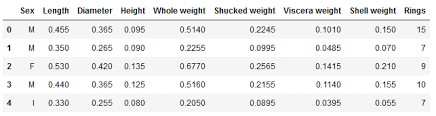 Sex Length Diameter Height Whole weight Shucked weight Viscera weight Shell weight Rings
0 M 0.455 0.365 0.095 0.5140 0.2245 0.1010 0.150 15
1 M 0.350 0.265 0.090 0.2255 0.0995 0.0485 0.070 7
2 F 0.530 0.420 0.135 0.6770 0.2565 0.1415 0.210 9
3 M 0.440 0.365 0.125 0.5160 0.2155 0.1140 0.155 10
4 I 0.330 0.255 0.080 0.2050 0.0895 0.0395 0.055 7